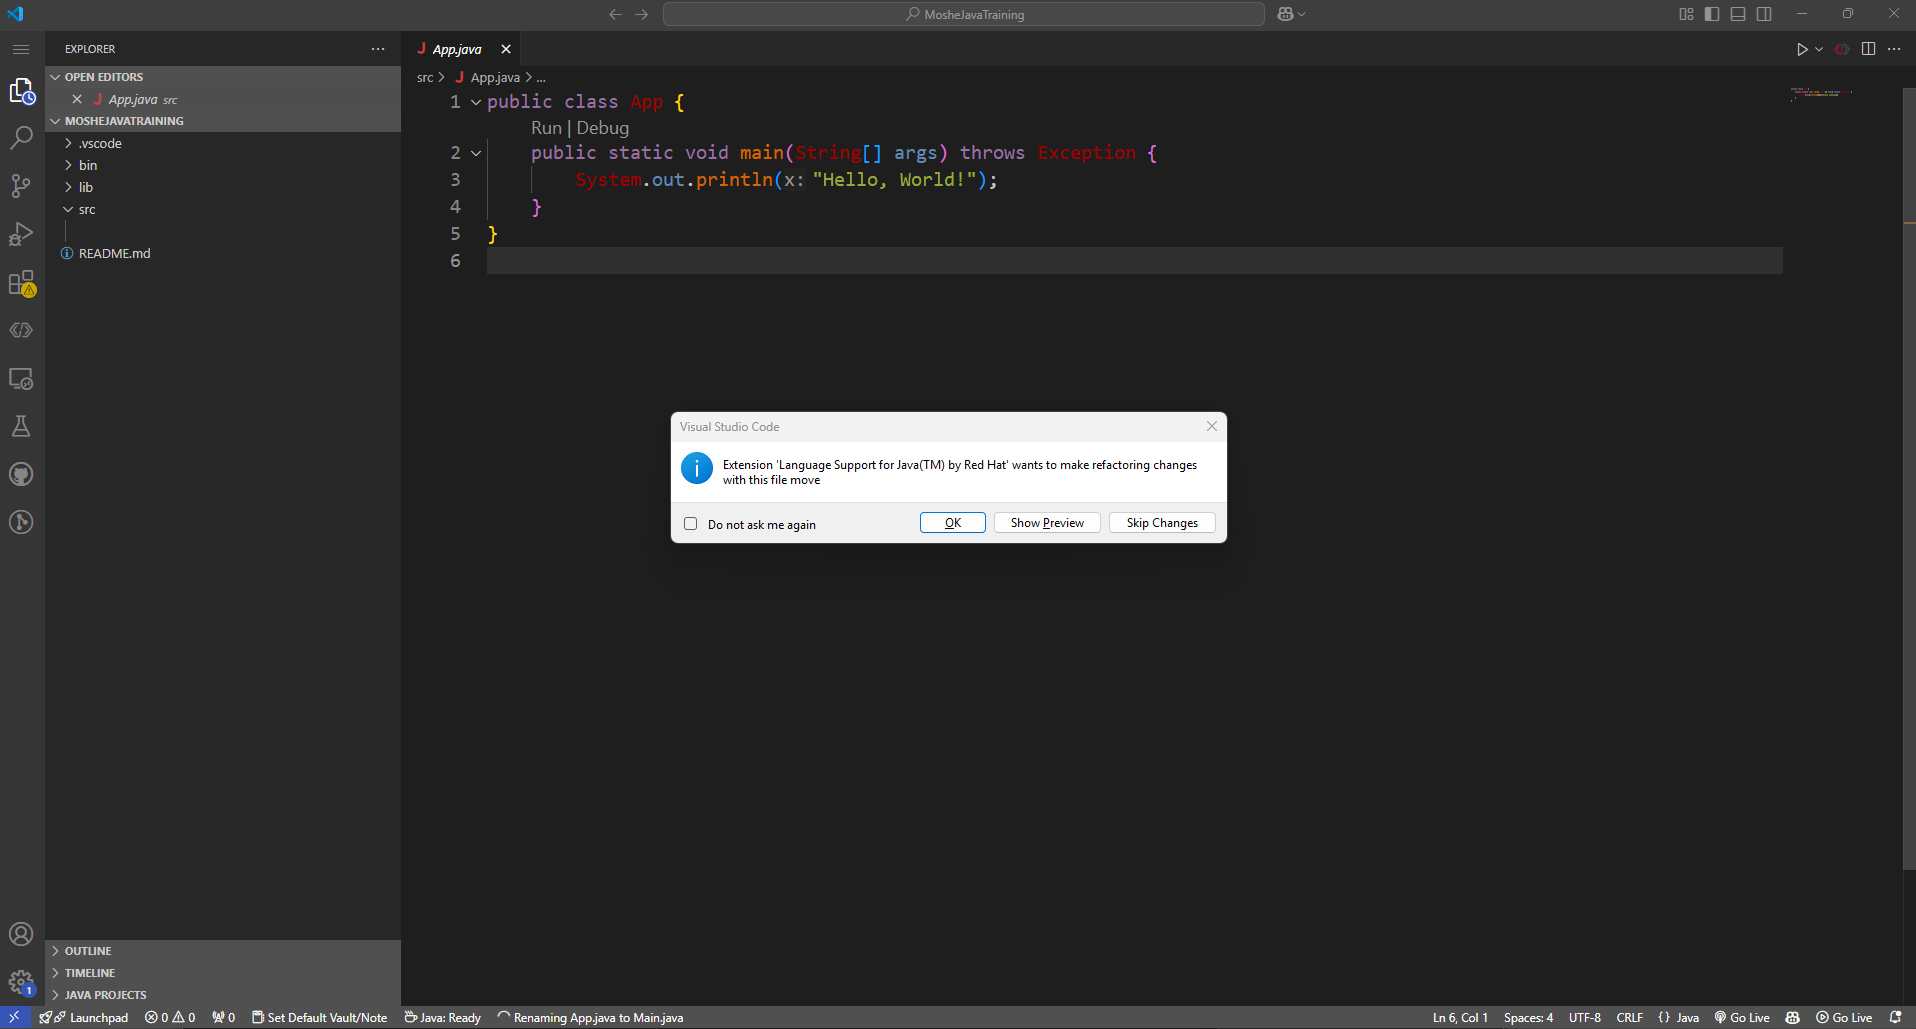 MosheJavaTraining
EXPLORER
OPEN EDITORS
App.java src
MOSHEJAVATRAINING
.vscode
bin
lib
src
README.md
App.java
src > App.java > ...
1 public class App {
Run | Debug
2 public static void main(String[] args) throws Exception {
3 System.out.println(x: "Hello, World!");
4 }
5 }
6
Visual Studio Code
Extension 'Language Support for Java(TM) by Red Hat' wants to make refactoring changes
with this file move
Do not ask me again
OK
Show Preview
Skip Changes
OUTLINE
TIMELINE
JAVA PROJECTS
1
Launchpad 0 0 0 Set Default Vault/Note Java: Ready Renaming App.java to Main.java Ln 6, Col 1 Spaces: 4 UTF-8 CRLF {} Java Go Live Go Live